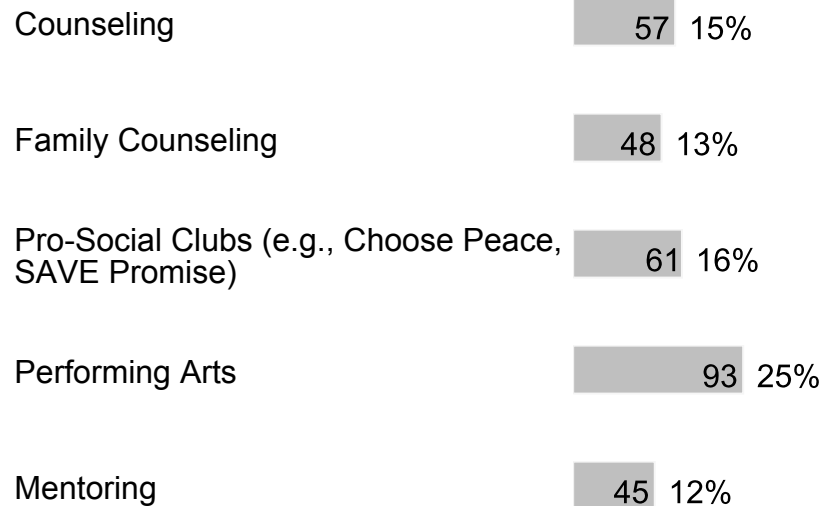 Counseling 57 15%
Family Counseling 48 13%
Pro-Social Clubs (e.g., Choose Peace,
SAVE Promise) 61 16%
Performing Arts 93 25%
Mentoring 45 12%